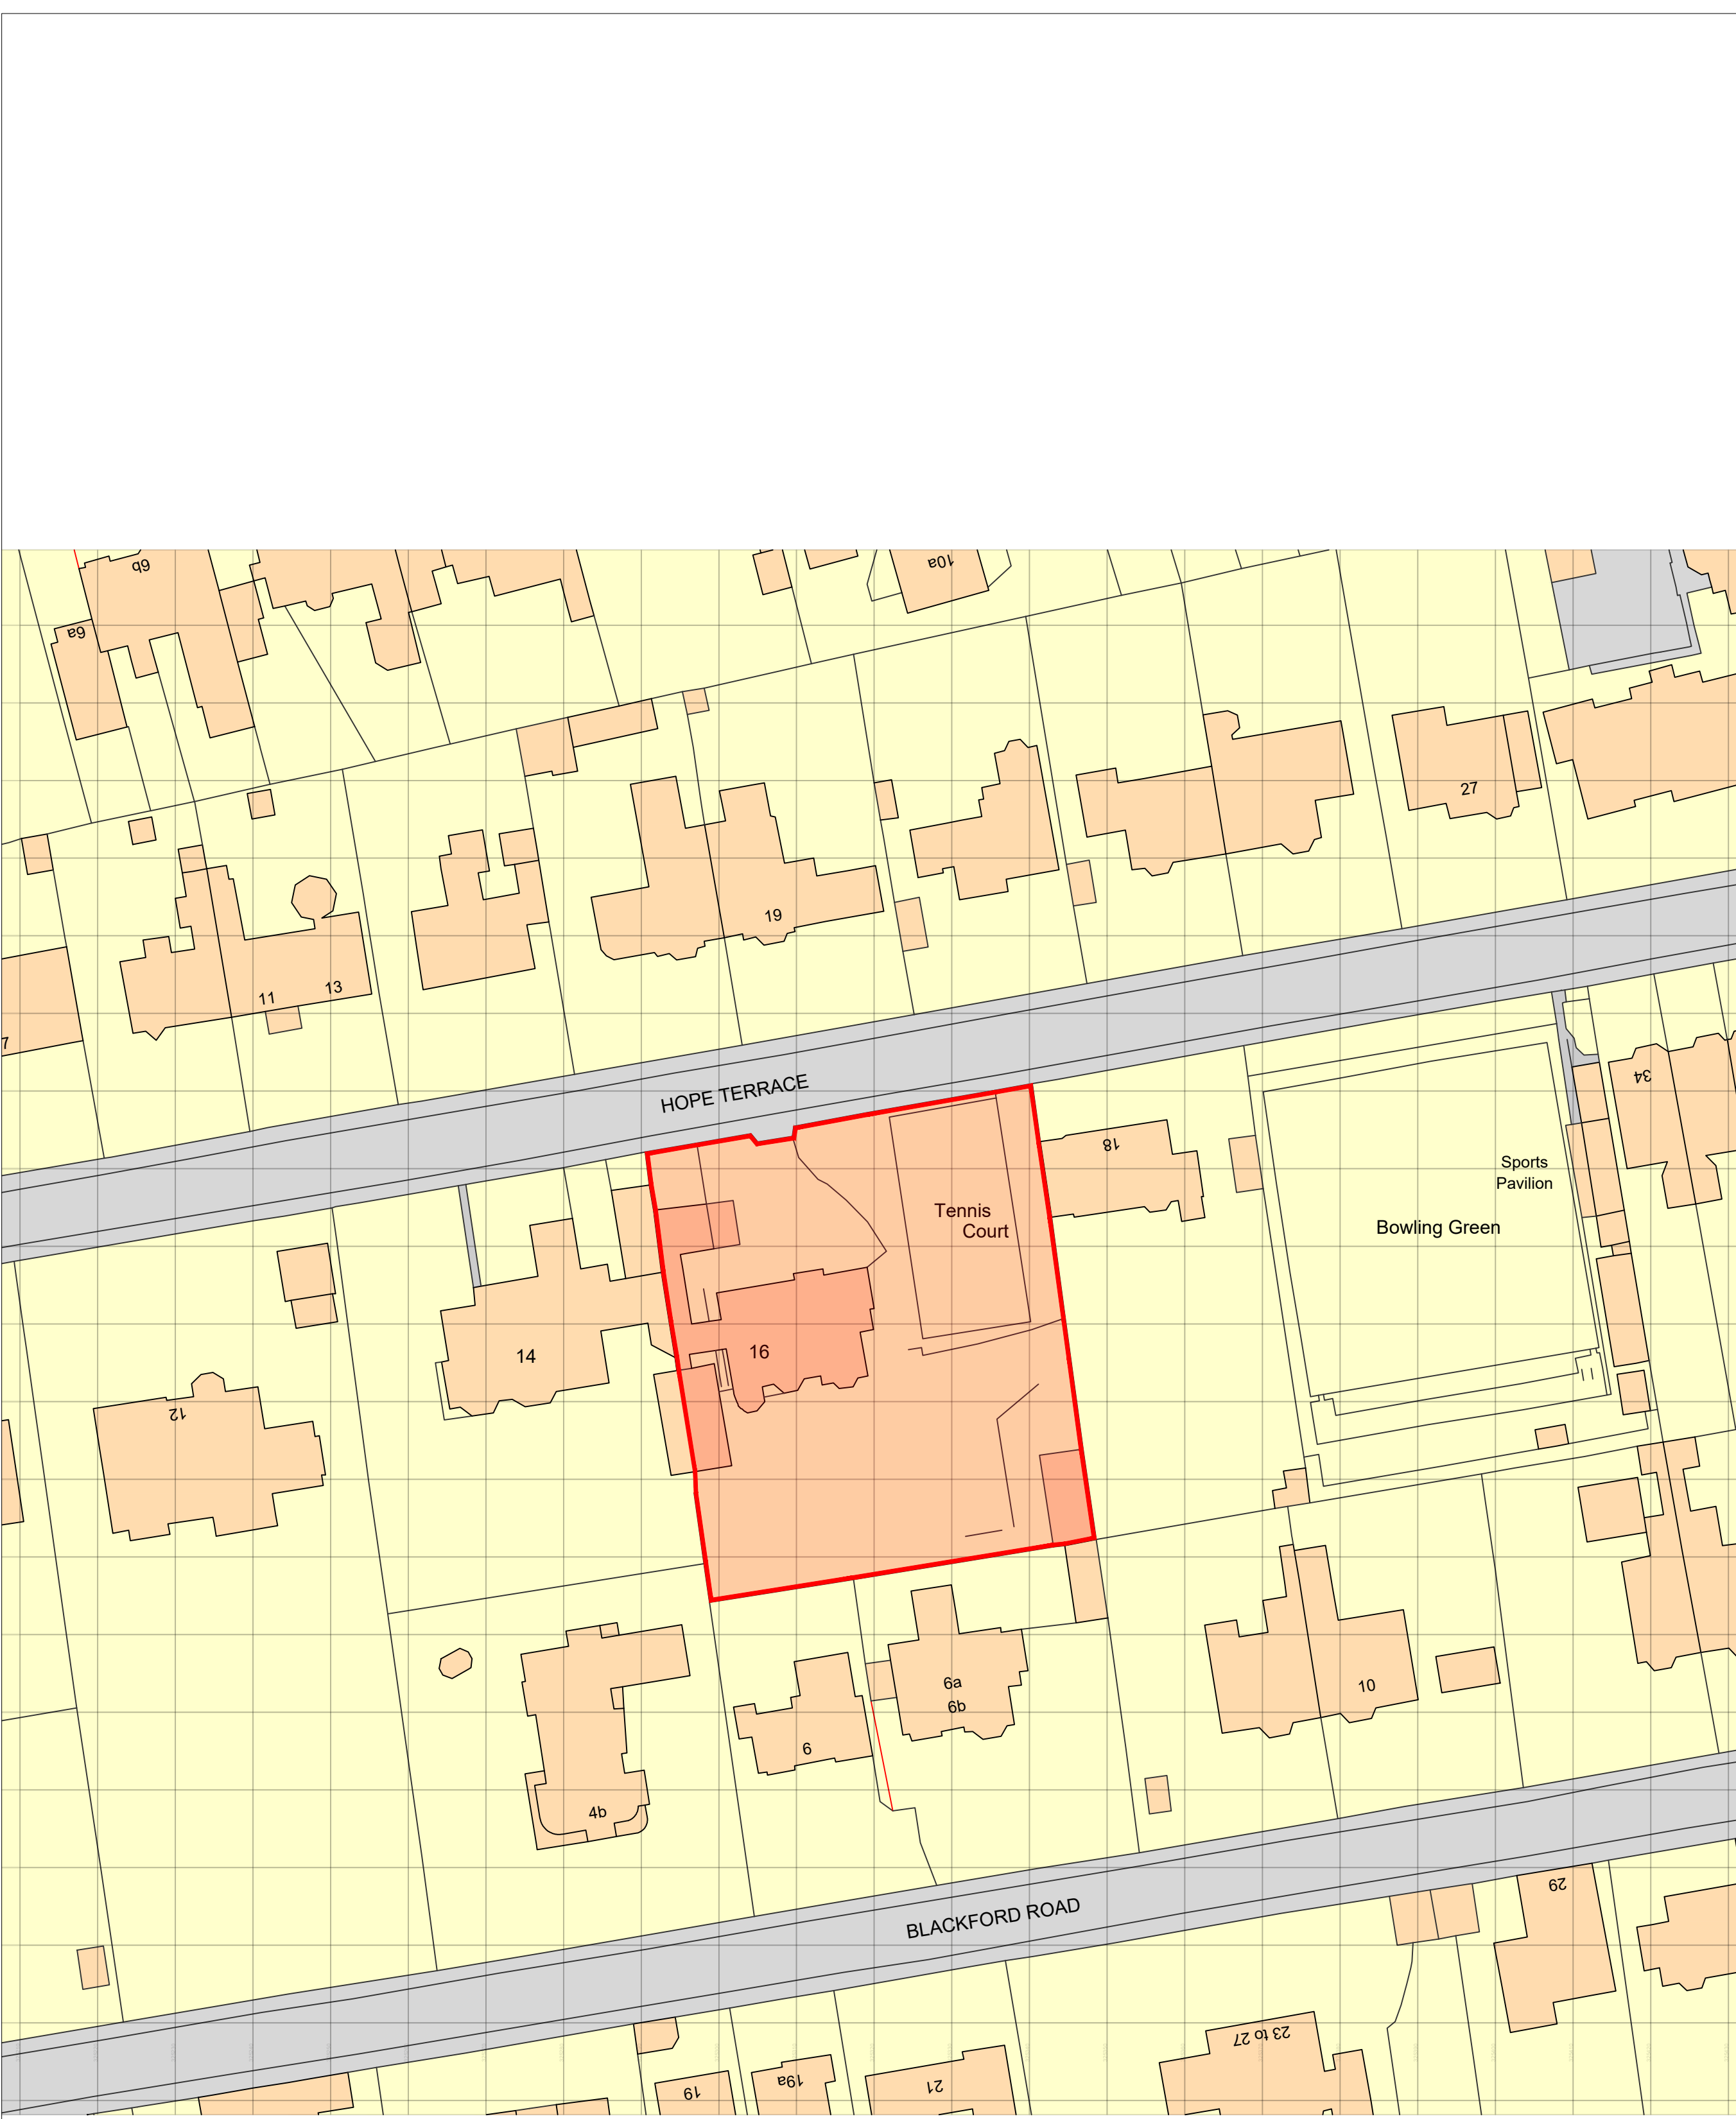 6b
10a
6a
27
19
13
11
7
34
HOPE TERRACE
18
Sports
Pavilion
Tennis
Court
Bowling Green
16
14
12
6a
6b
10
6
4b
29
BLACKFORD ROAD
23 to 27
19a
21
19